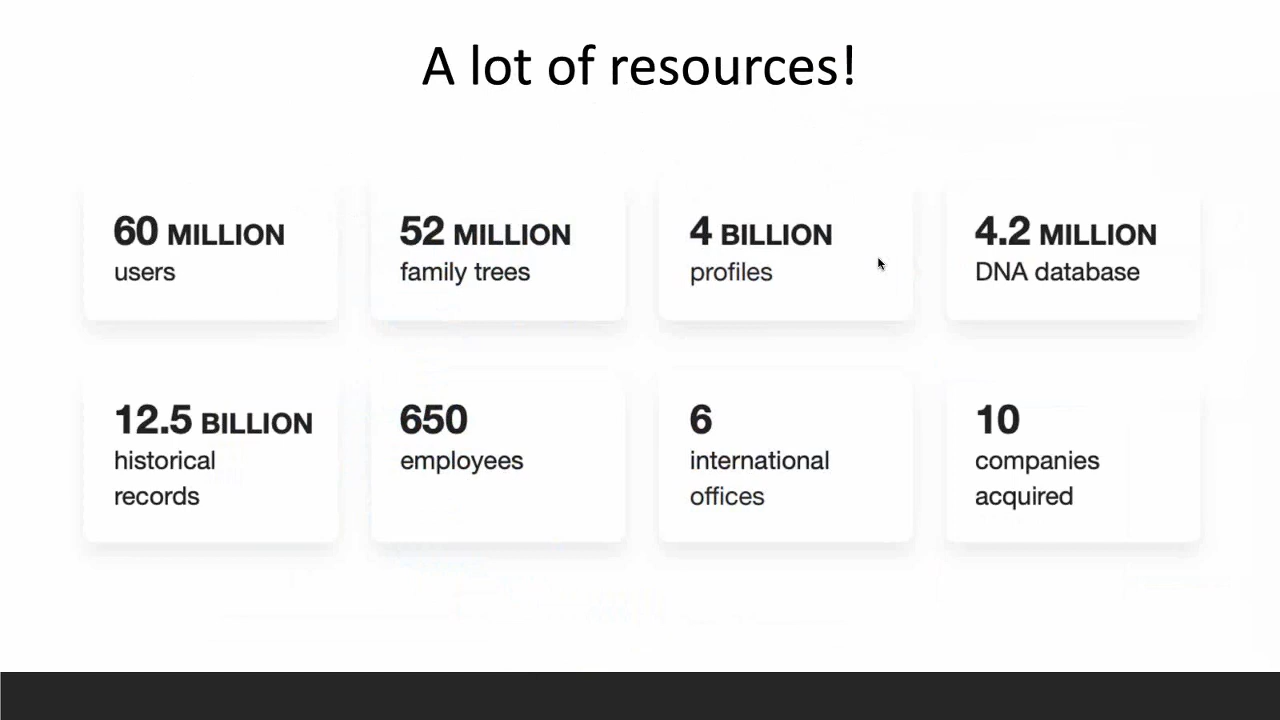 A lot of resources!
60 MILLION
users
52 MILLION
family trees
4 BILLION
profiles
4.2 MILLION
DNA database
12.5 BILLION
historical
records
650
employees
6
international
offices
10
companies
acquired